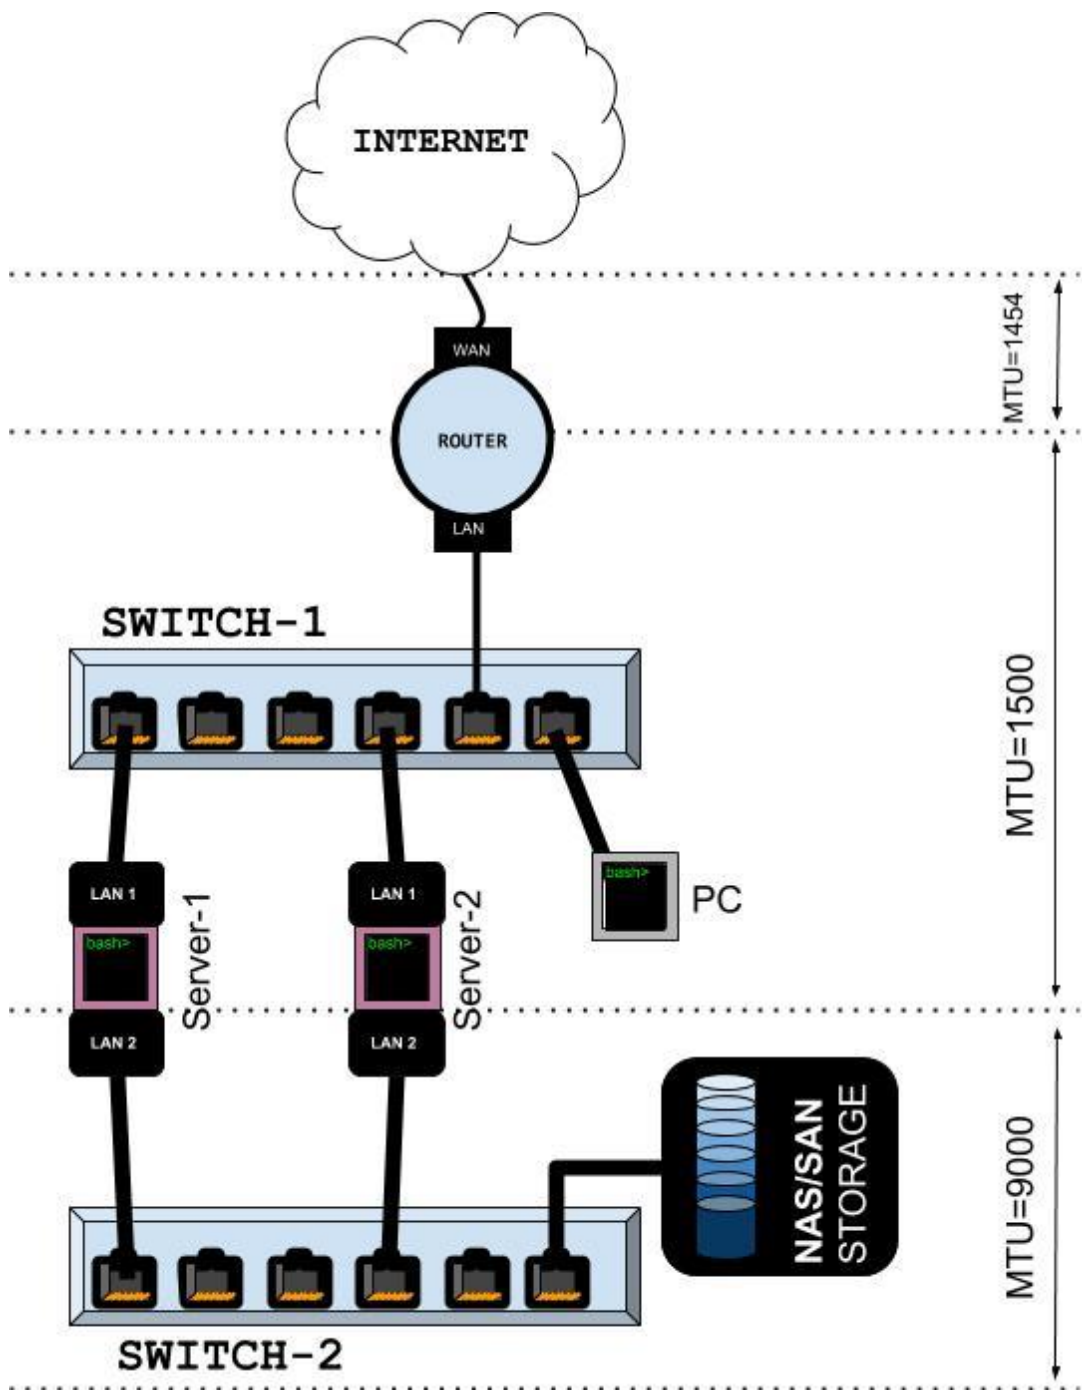 INTERNET
MTU=1454
WAN
ROUTER
LAN
SWITCH-1
MTU=1500
LAN 1
bash>
Server-1
LAN 2
LAN 1
bash>
Server-2
LAN 2
bash>
PC
NAS/SAN
STORAGE
MTU=9000
SWITCH-2